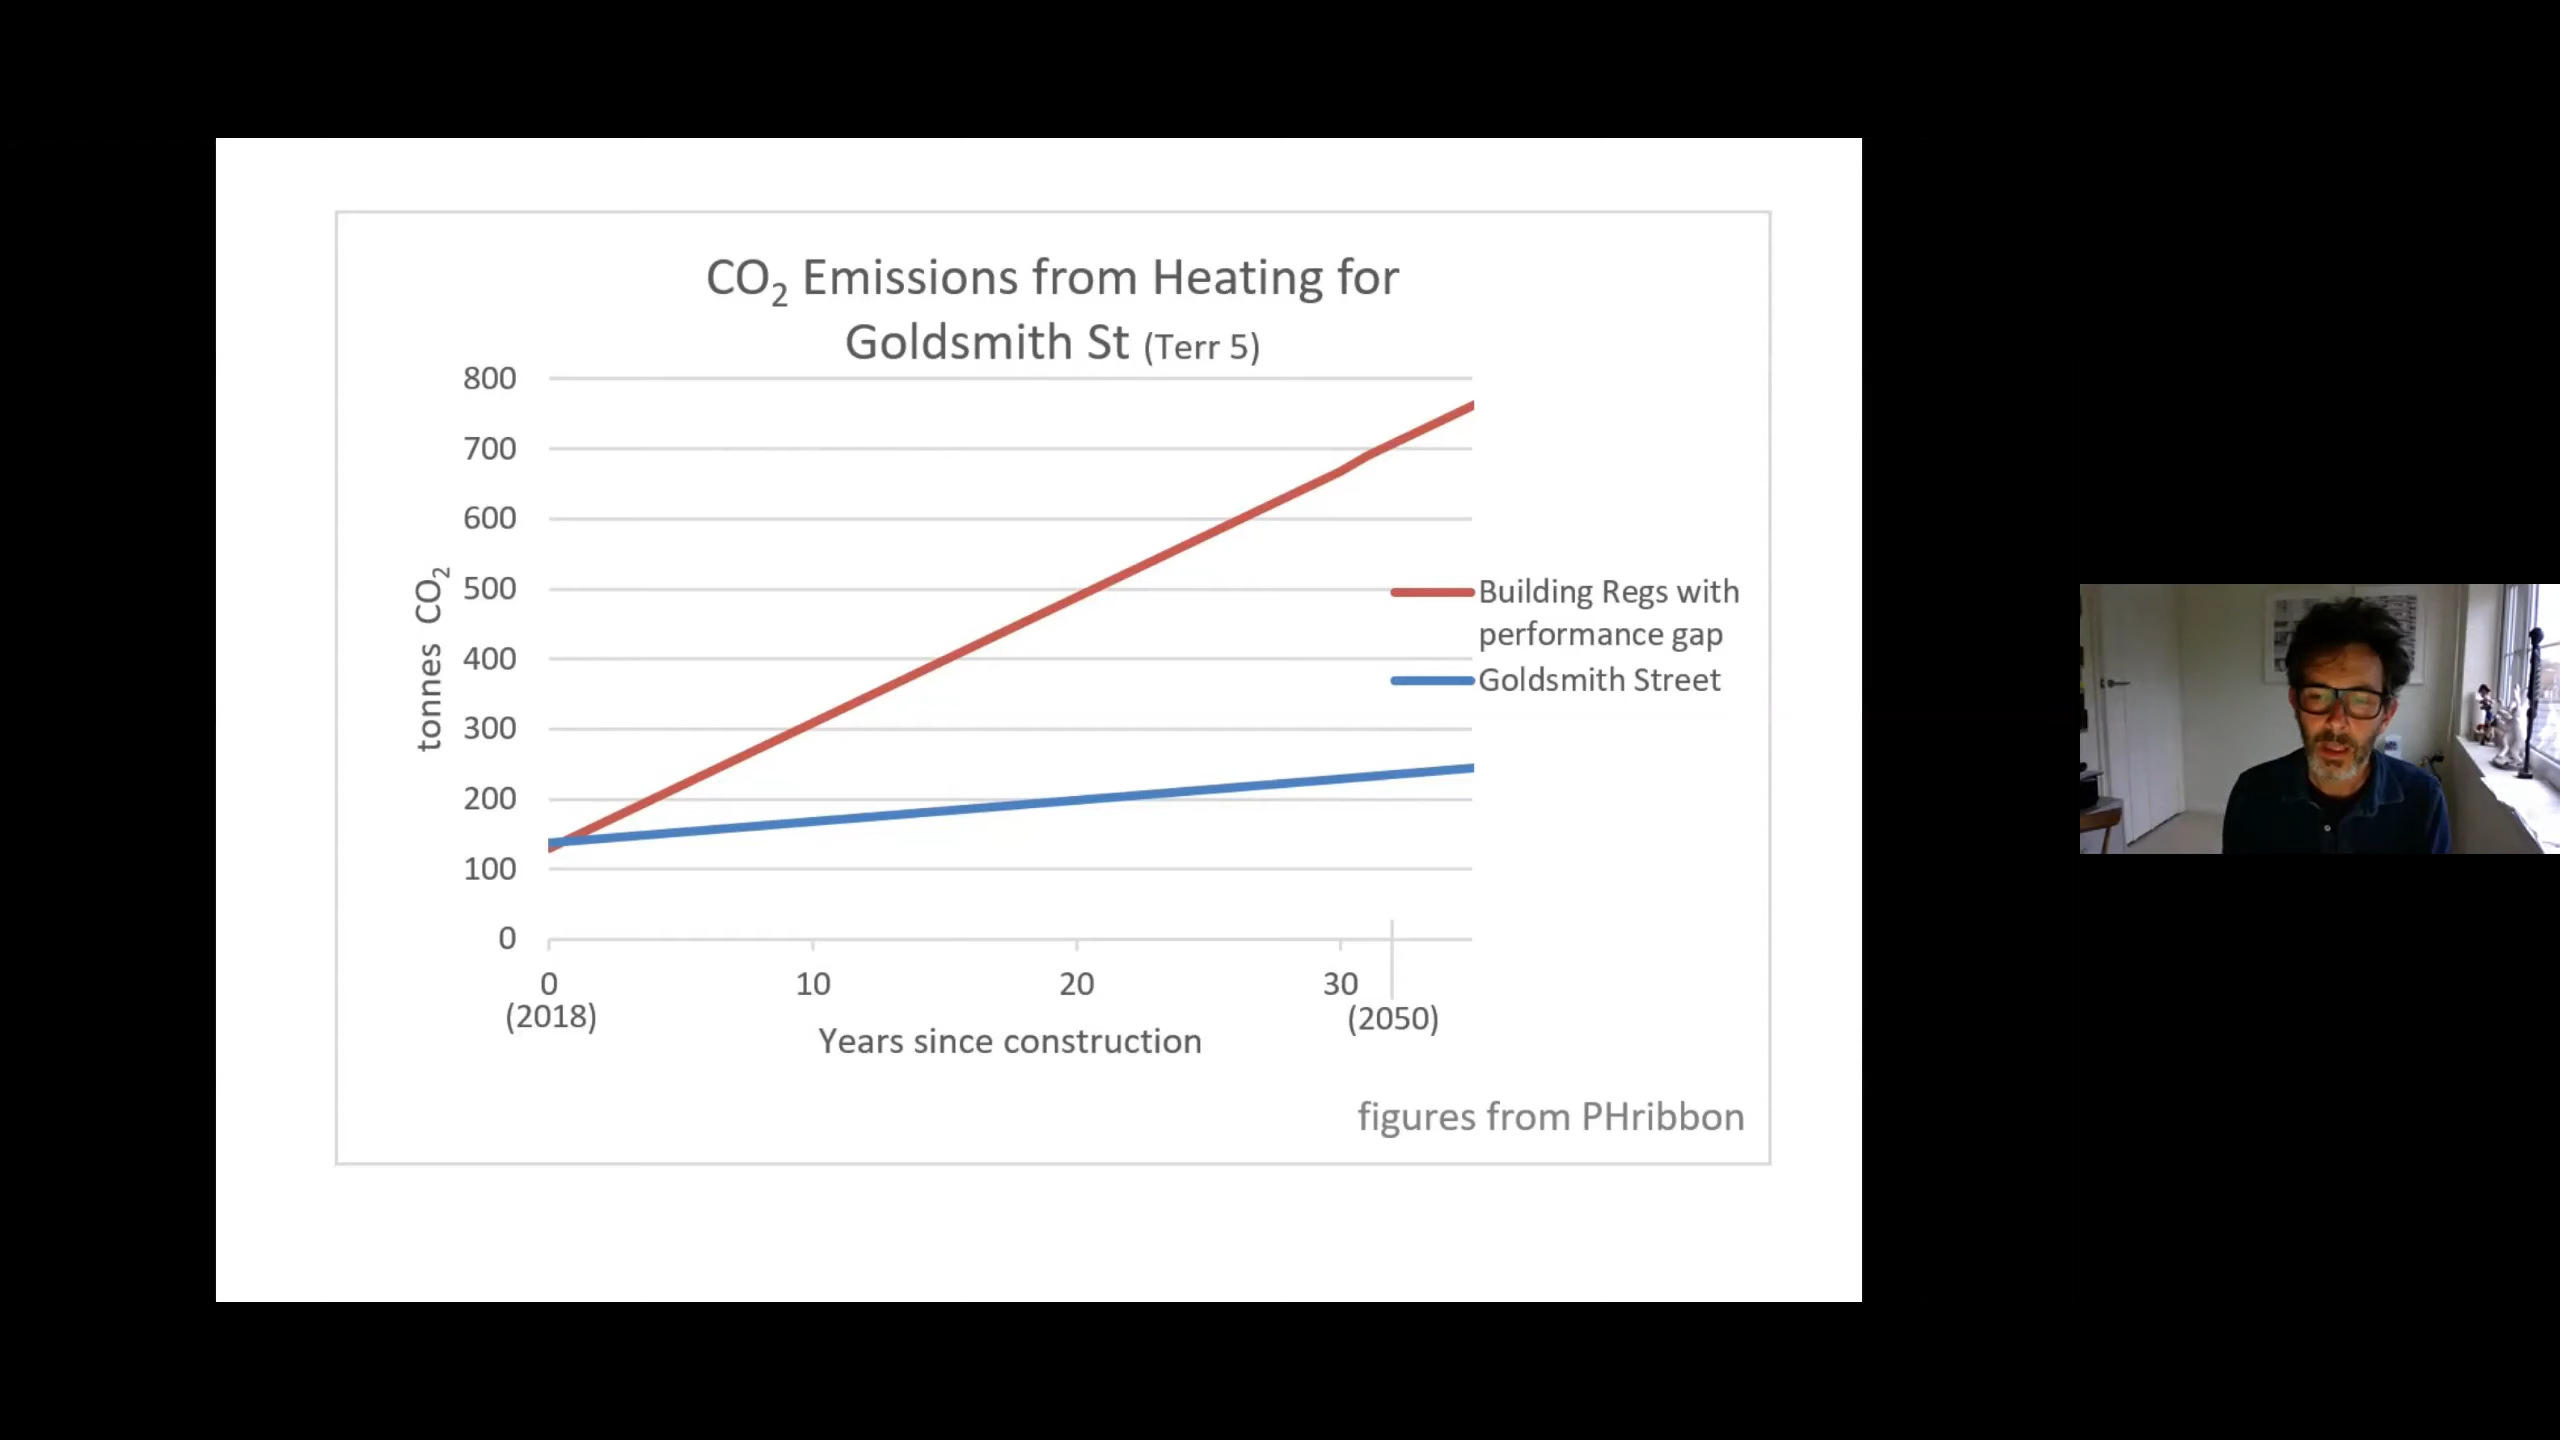 CO₂ Emissions from Heating for
Goldsmith St (Terr 5)
800
700
600
500
400
300
200
100
0
tonnes CO₂
0
10
20
30
(2018)
(2050)
Years since construction
Building Regs with
performance gap
Goldsmith Street
figures from PHribbon